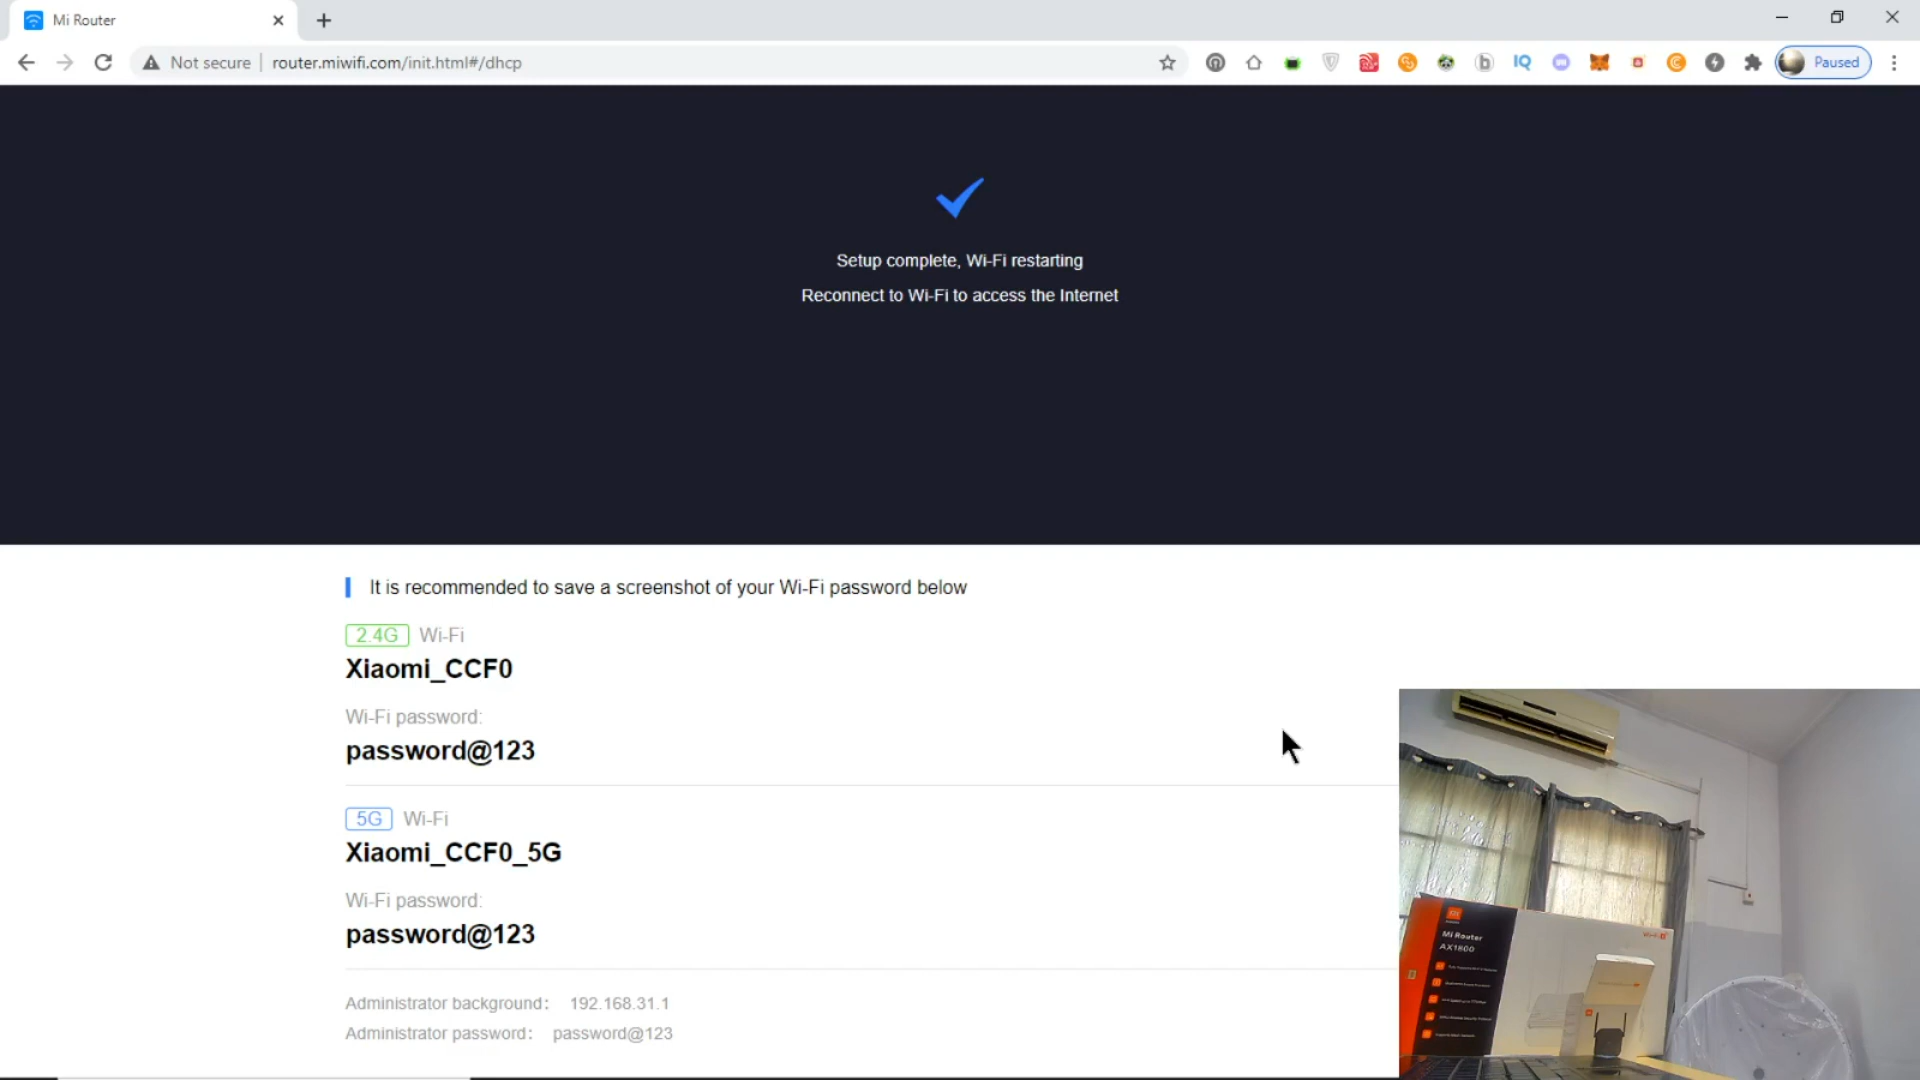 Mi Router
Not secure
router.miwifi.com/init.html#/dhcp
IQ
Paused
Setup complete, Wi-Fi restarting
Reconnect to Wi-Fi to access the Internet
It is recommended to save a screenshot of your Wi-Fi password below
2.4G Wi-Fi
Xiaomi_CCF0
Wi-Fi password:
password@123
5G Wi-Fi
Xiaomi_CCF0_5G
Wi-Fi password:
password@123
Administrator background: 192.168.31.1
Administrator password: password@123
Mi Router
AX1800